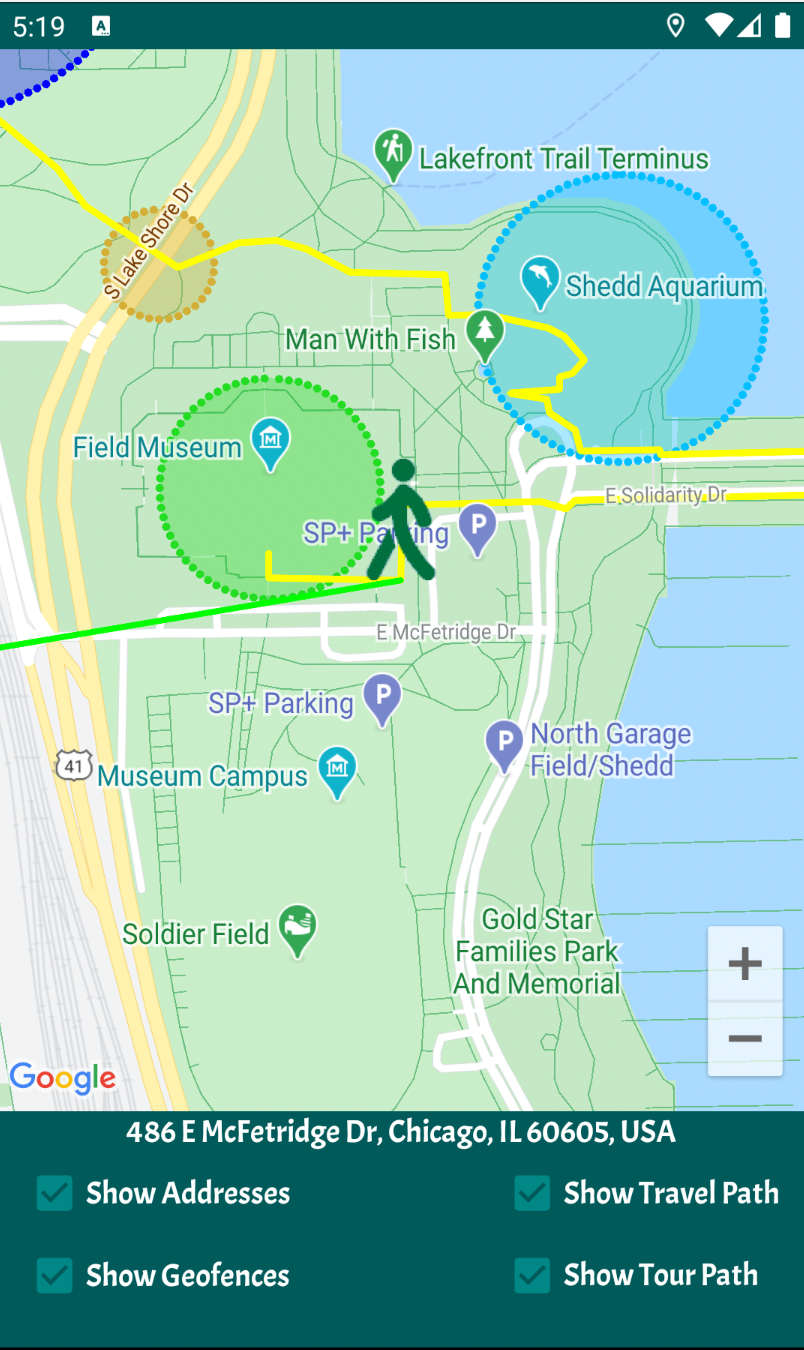 5:19
A
Lakefront Trail Terminus
S Lake Shore Dr
Shedd Aquarium
Man With Fish
Field Museum
E Solidarity Dr
SP+ Parking
P
E McFetridge Dr
SP+ Parking
P
P
North Garage
Field/Shedd
41
Museum Campus
M
Soldier Field
Gold Star
Families Park
And Memorial
+
−
Google
486 E McFetridge Dr, Chicago, IL 60605, USA
Show Addresses
Show Travel Path
Show Geofences
Show Tour Path